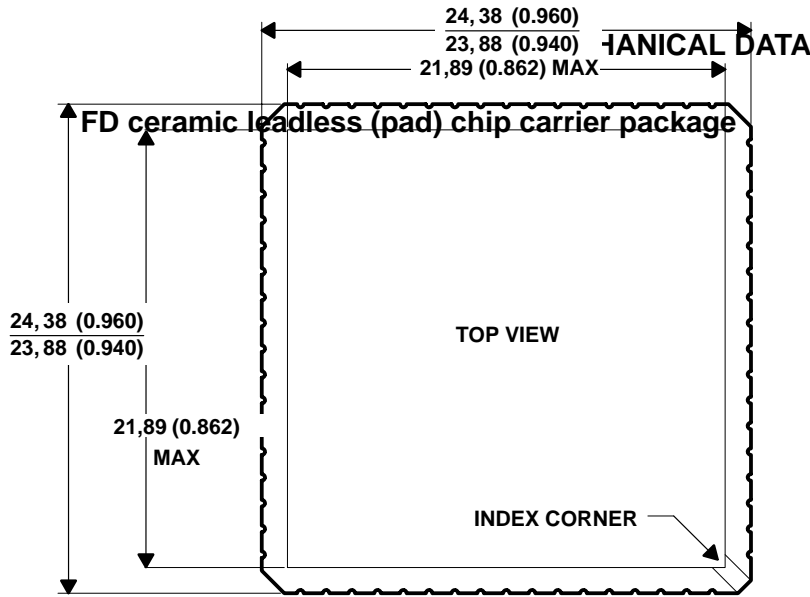 24, 38 (0.960)
23, 88 (0.940)
HANICAL DATA
21,89 (0.862) MAX
FD ceramic leadless (pad) chip carrier package
24, 38 (0.960)
23, 88 (0.940)
TOP VIEW
21,89 (0.862)
MAX
INDEX CORNER